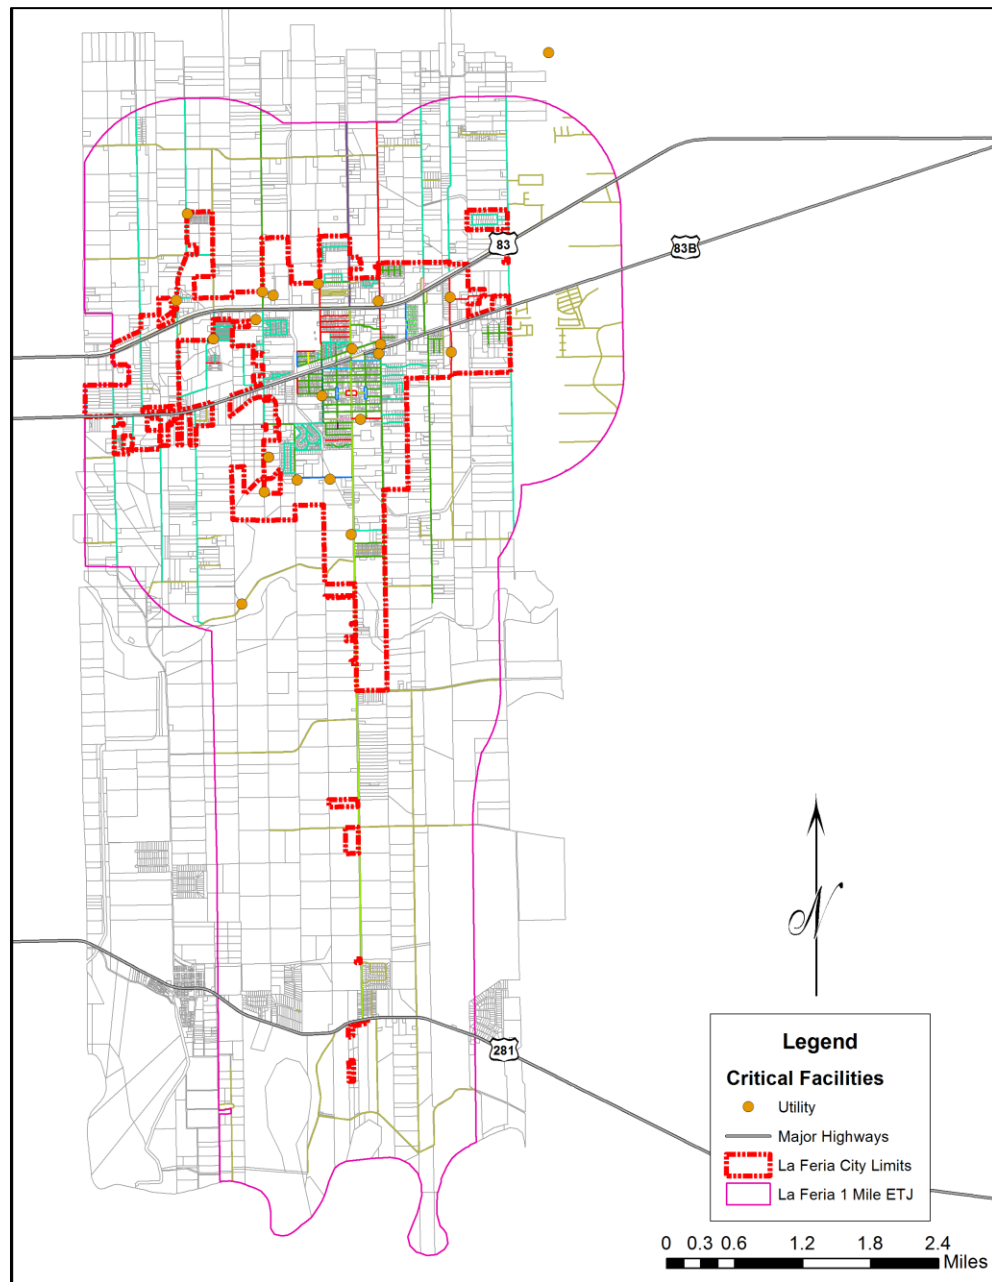 83
83B
281
N
Legend
Critical Facilities
Utility
Major Highways
La Feria City Limits
La Feria 1 Mile ETJ
0 0.3 0.6 1.2 1.8 2.4
Miles